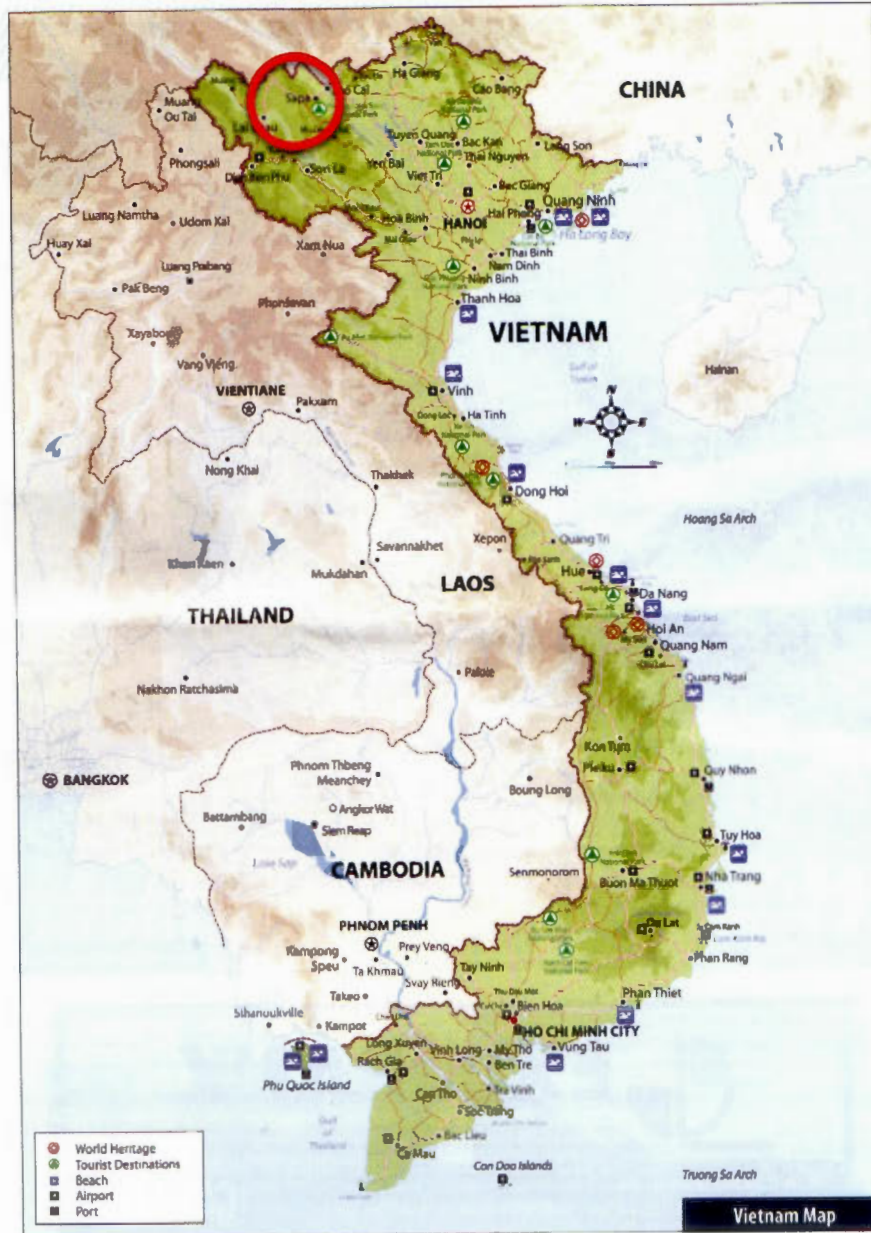 CHINA
Ha Giang
Cao Bang
Sapa
Muang
Ou Tai
Tuyen Quang
Bac Kan
Lang Son
Phongsali
Yen Bai
Thai Nguyen
Son La
Viet Tri
Bac Giang
Quang Ninh
Luang Namtha
Udom Xai
Hoa Binh
HANOI
Hai Phong
Ha Long Bay
Huay Xai
Xam Nua
Mai Chau
Thai Binh
Nam Dinh
Luang Prabang
Ninh Binh
Pak Beng
Phonsavan
Thanh Hoa
VIETNAM
Vang Vieng
Hainan
VIENTIANE
Pakxam
Vinh
Ha Tinh
N
W E
S
Nong Khai
Thakhek
Dong Hoi
Hoang Sa Arch
Quang Tri
Khon Kaen
Savannakhet
Xepon
Mukdahan
Hue
LAOS
Da Nang
THAILAND
Hoi An
Quang Nam
Quang Ngai
Nakhon Ratchasima
Kon Tum
Pleiku
BANGKOK
Phnom Thbeng
Meanchey
Boung Long
Quy Nhon
Angkor Wat
Battambang
Siem Reap
Tuy Hoa
CAMBODIA
Senmonorom
Buon Ma Thuot
Nha Trang
Da Lat
PHNOM PENH
Kampong
Speu
Prey Veng
Ta Khmau
Phan Rang
Svay Rieng
Tay Ninh
Takeo
Phan Thiet
Sihanuukville
Kampot
Bien Hoa
HO CHI MINH CITY
Long Xuyen
Vinh Long
My Tho
Vung Tau
Rach Gia
Ben Tre
Phu Quoc Island
Can Tho
Tra Vinh
Soc Trang
Gulf
of
Thailand
Bac Lieu
Ca Mau
Con Dao Islands
Truong Sa Arch
World Heritage
Tourist Destinations
Beach
Airport
Port
Vietnam Map